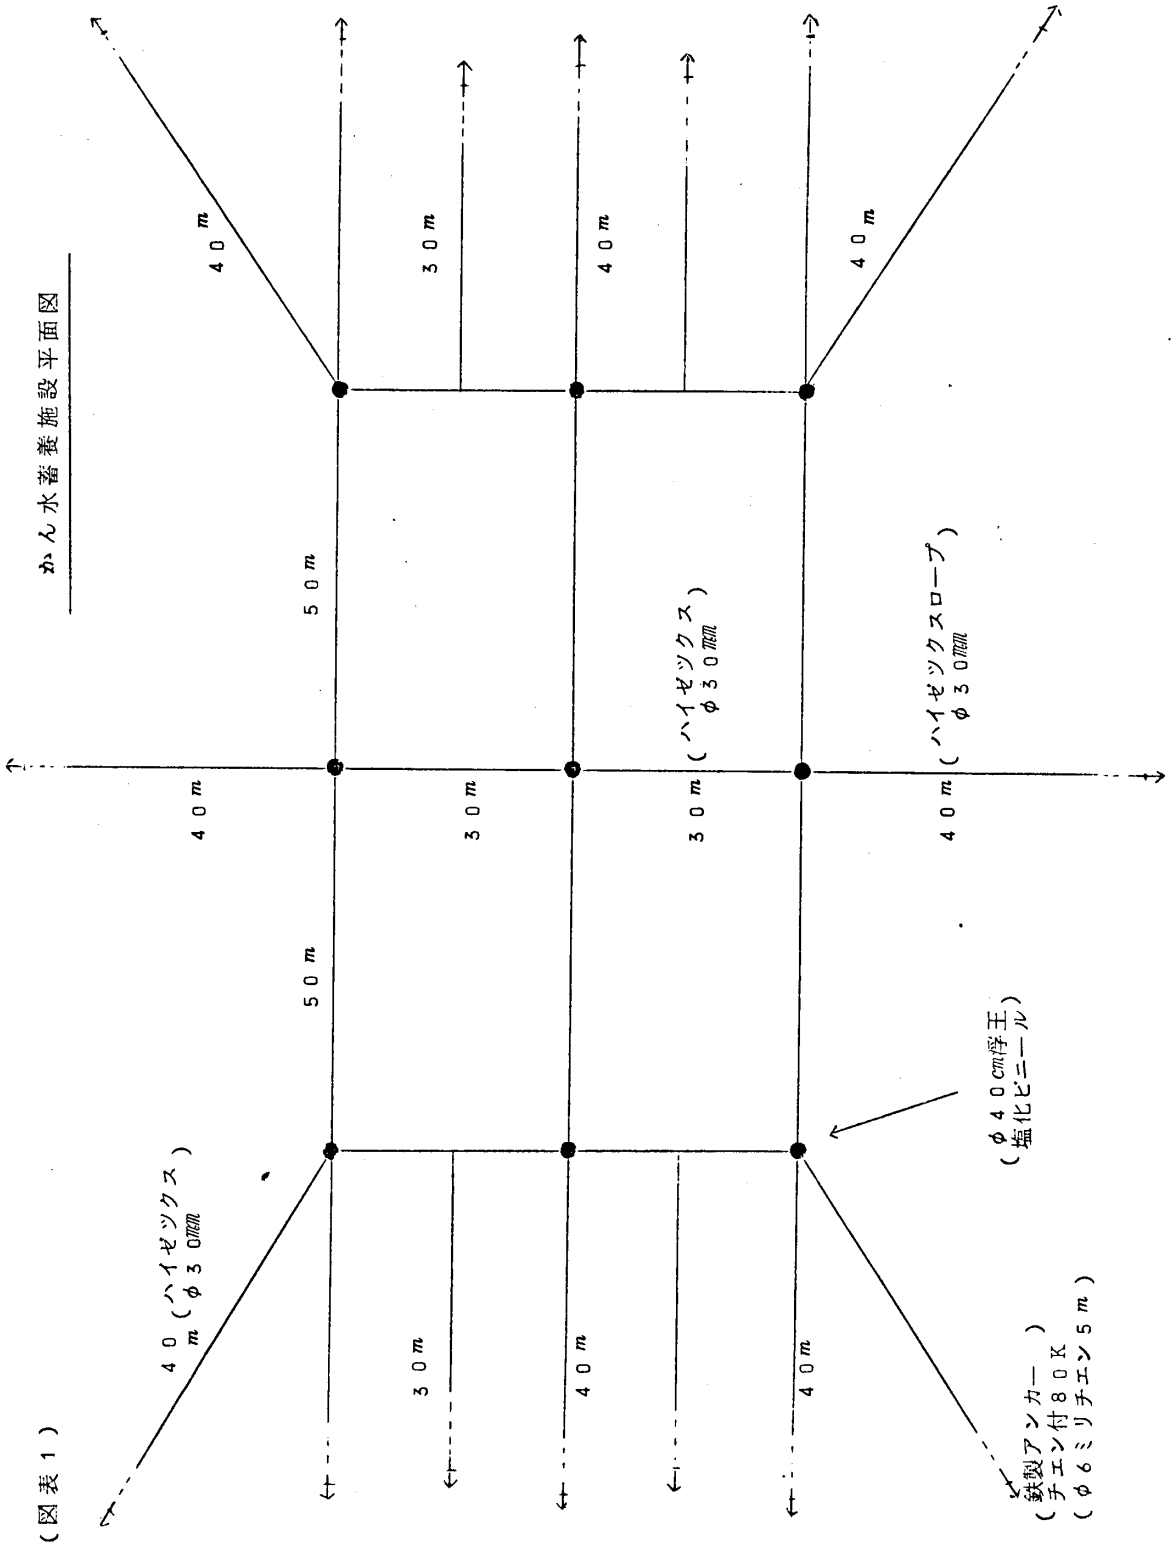 (図表1)
かん水畜養施設平面図
40m(ハイゼックス)
φ30mm
50m
50m
40m
40m
30m
40m
40m
30m
30m(ハイゼツクス)
φ30㎜
40m(ハイゼツクスロープ)
φ30㎜
30m
40m
40m
(φ40cm浮王
塩化ビニール)
(鉄製アンカー)
チエン付80K
(φ6ミリチエン5m)